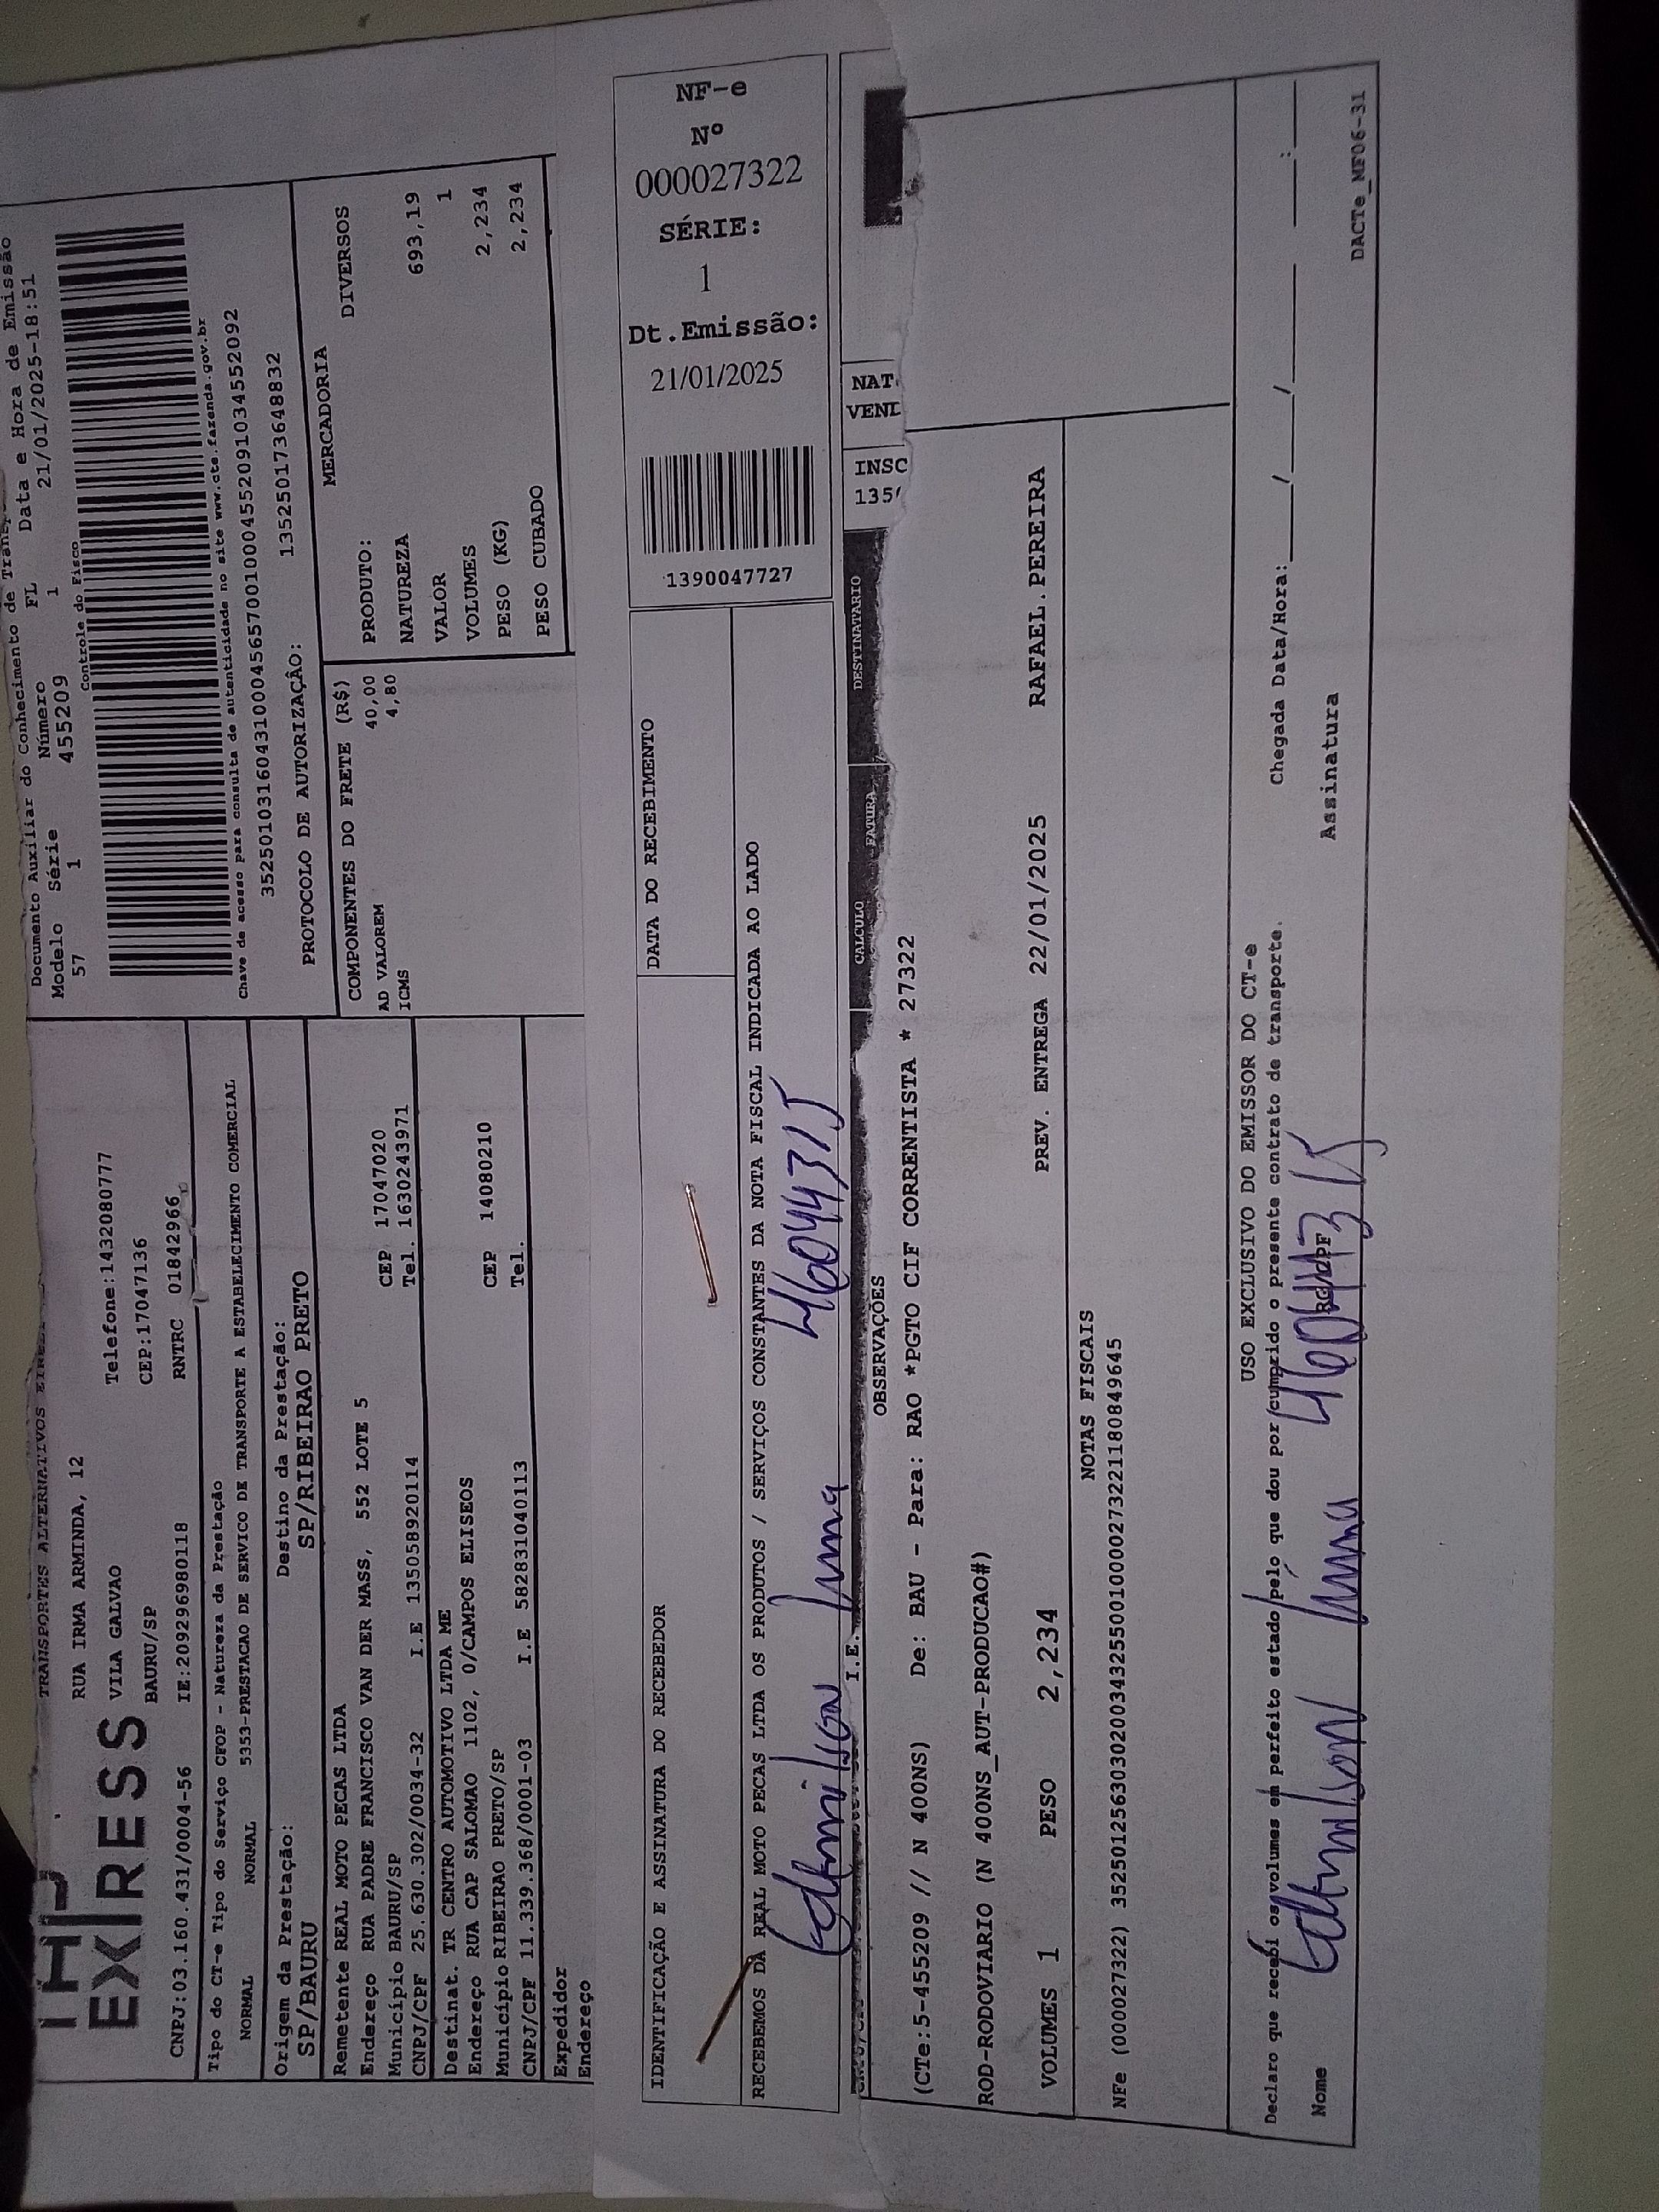 TRANSPORTES ALTERNATIVOS
RUA IRMA ARMINDA, 12
VILA GALVAO Telefone:1432080777
BAURU/SP CEP:17047136
EX RESS
CNPJ:03.160.431/0004-56 IE:209296980118 RNTRC 01842966
Tipo do CT-e Tipo do Serviço CFOP - Natureza da Prestação
NORMAL NORMAL 5353-PRESTACAO DE SERVICO DE TRANSPORTE A ESTABELECIMENTO COMERCIAL
Origem da Prestação: Destino da Prestação:
SP/BAURU SP/RIBEIRAO PRETO
Remetente REAL MOTO PECAS LTDA
Endereço RUA PADRE FRANCISCO VAN DER MASS, 552 LOTE 5
Município BAURU/SP CEP 17047020
CNPJ/CPF 25.630.302/0034-32 I.E 135058920114 Tel. 1630243971
Destinat. TR CENTRO AUTOMOTIVO LTDA ME
Endereço RUA CAP SALOMAO 1102, 0/CAMPOS ELISEOS
Município RIBEIRAO PRETO/SP CEP 14080210
CNPJ/CPF 11.339.368/0001-03 I.E 582831040113 Tel.
Expedidor
Endereço
Documento Auxiliar do Conhecimento de
Modelo Série Número FL Data e Hora de Emissão
57 1 455209 1 21/01/2025-18:51
Controle do Fisco
Chave de acesso para consulta de autenticidade no site www.cte.fazenda.gov.br
35250103160431000456570010004552091034552092
PROTOCOLO DE AUTORIZAÇÂO: 135250173648832
COMPONENTES DO FRETE (R$)
AD VALOREM 40,00
ICMS 4,80
MERCADORIA
PRODUTO: DIVERSOS
NATUREZA
VALOR 693,19
VOLUMES 1
PESO (KG) 2,234
PESO CUBADO 2,234
IDENTIFICAÇÃO E ASSINATURA DO RECEBEDOR DATA DO RECEBIMENTO
RECEBEMOS DA REAL MOTO PECAS LTDA OS PRODUTOS / SERVIÇOS CONSTANTES DA NOTA FISCAL INDICADA AO LADO
Edmilson Lima 460443715
NF-e
Nº
000027322
SÉRIE:
1
Dt.Emissão:
21/01/2025
1390047727
I.E.
CALCULO FATURA DESTINATARIO
INSC
NAT
VEND
OBSERVAÇÕES
(CTe:5-455209 // N 400NS) De: BAU - Para: RAO *PGTO CIF CORRENTISTA * 27322
ROD-RODOVIARIO (N 400NS_AUT-PRODUCAO#)
VOLUMES 1 PESO 2,234 PREV. ENTREGA 22/01/2025 RAFAEL.PEREIRA
NOTAS FISCAIS
NFe (000027322) 35250125630302003432550010000273221180849645
USO EXCLUSIVO DO EMISSOR DO CT-e
Declaro que recebi os volumes em perfeito estado pelo que dou por cumprido o presente contrato de transporte. Chegada Data/Hora:___/___/___ ___:___
Nome Edmilson Lima Assinatura
DACTe_MF06-31